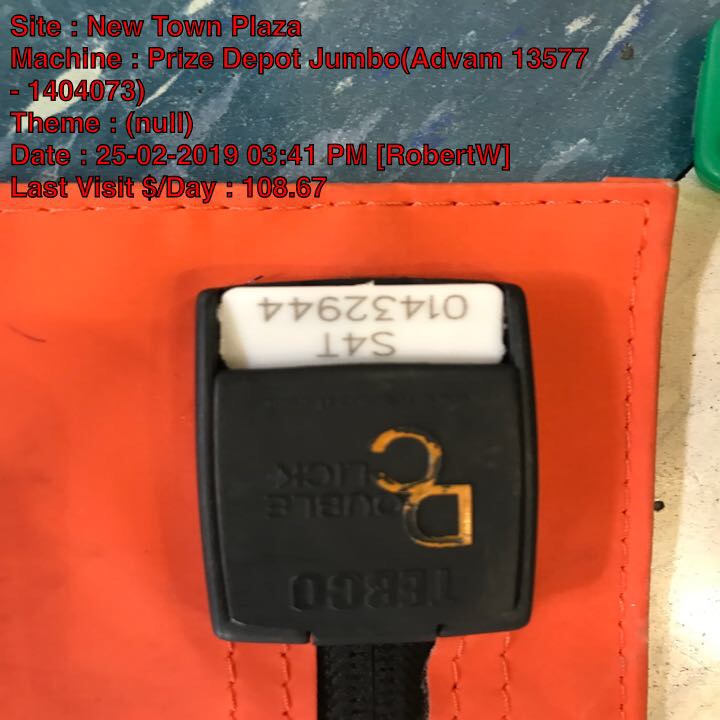 Site : New Town Plaza
Machine : Prize Depot Jumbo(Advam 13577
- 1404073)
Theme : (null)
Date : 25-02-2019 03:41 PM [RobertW]
Last Visit $/Day : 108.67
TERGO
DOUBLE
CLICK
S4T
014432944